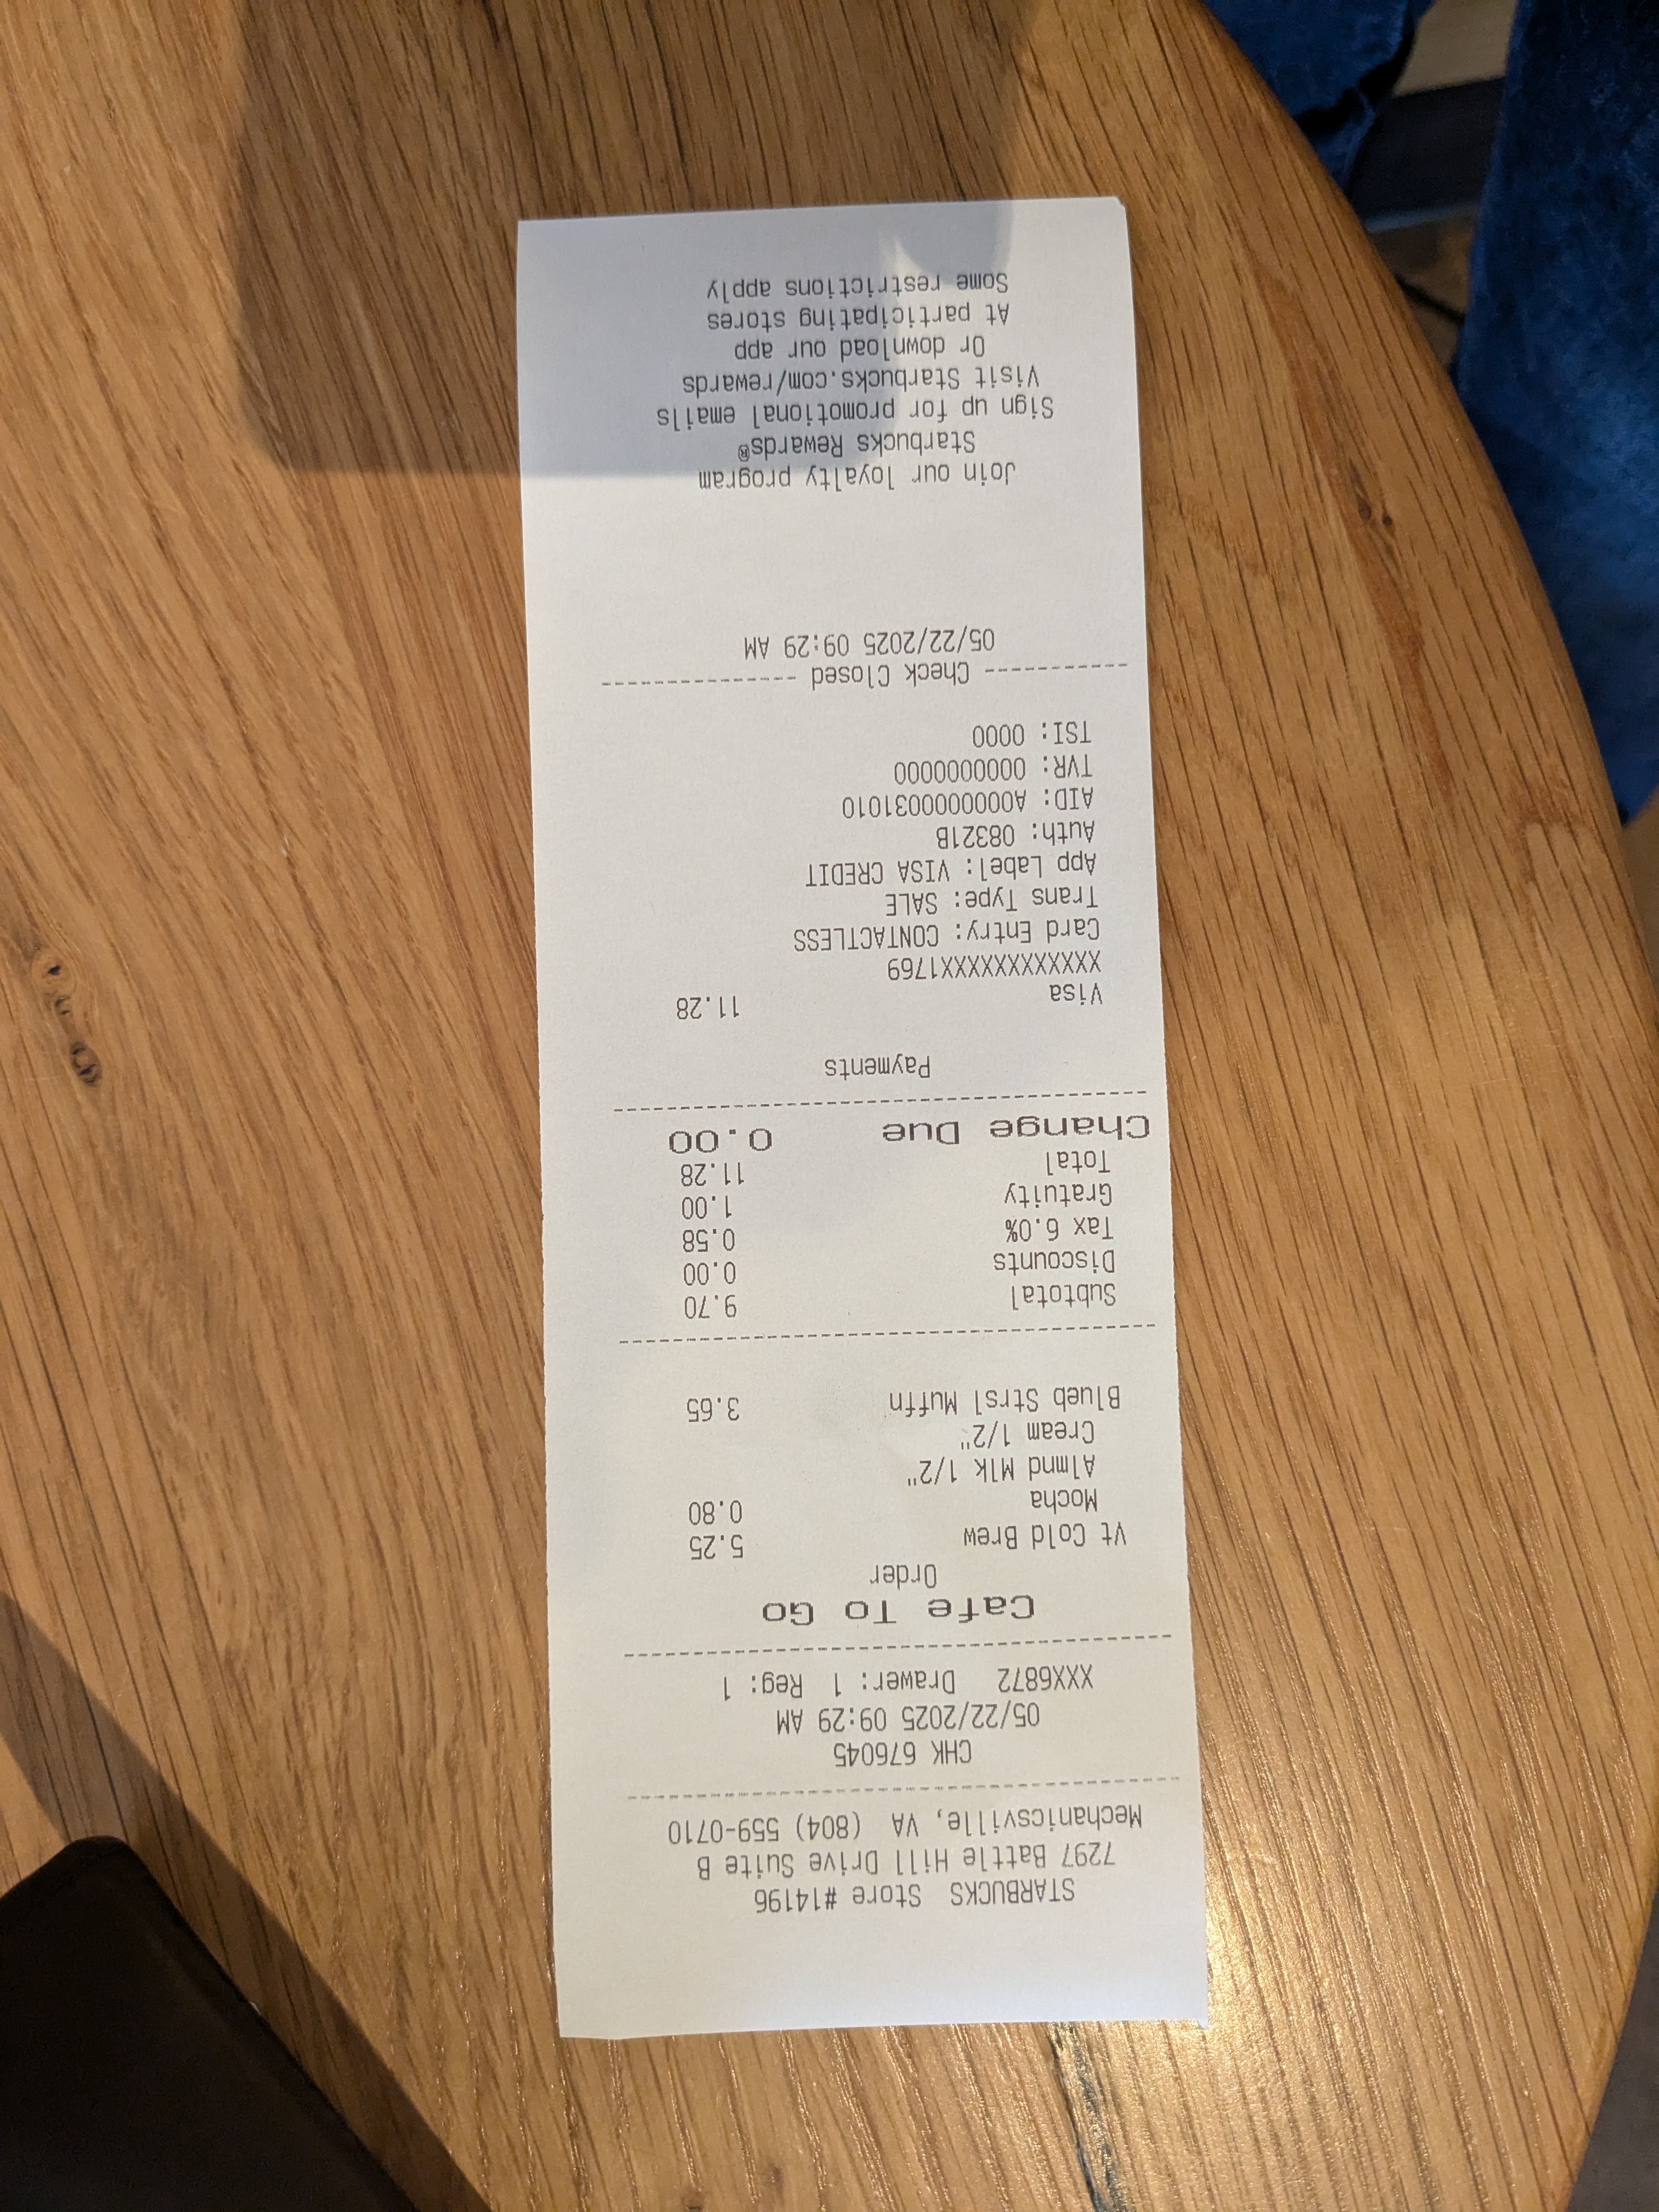 STARBUCKS Store #14196
7297 Battle Hill Drive Suite B
Mechanicsville, VA (804) 559-0710
CHK 676045
05/22/2025 09:29 AM
XXX6872 Drawer: 1 Reg: 1
Cafe To Go
Order
Vt Cold Brew 5.25
Mocha 0.80
Almnd Mlk 1/2"
Cream 1/2"
Blueb Strsl Muffn 3.65
Subtotal 9.70
Discounts 0.00
Tax 6.0% 0.58
Gratuity 1.00
Total 11.28
Change Due 0.00
Payments
Visa 11.28
XXXXXXXXXXXX1769
Card Entry: CONTACTLESS
Trans Type: SALE
App Label: VISA CREDIT
Auth: 08321B
AID: A0000000031010
TVR: 0000000000
TSI: 0000
----------- Check Closed ---------------
05/22/2025 09:29 AM
Join our loyalty program
Starbucks Rewards®
Sign up for promotional emails
Visit Starbucks.com/rewards
Or download our app
At participating stores
Some restrictions apply